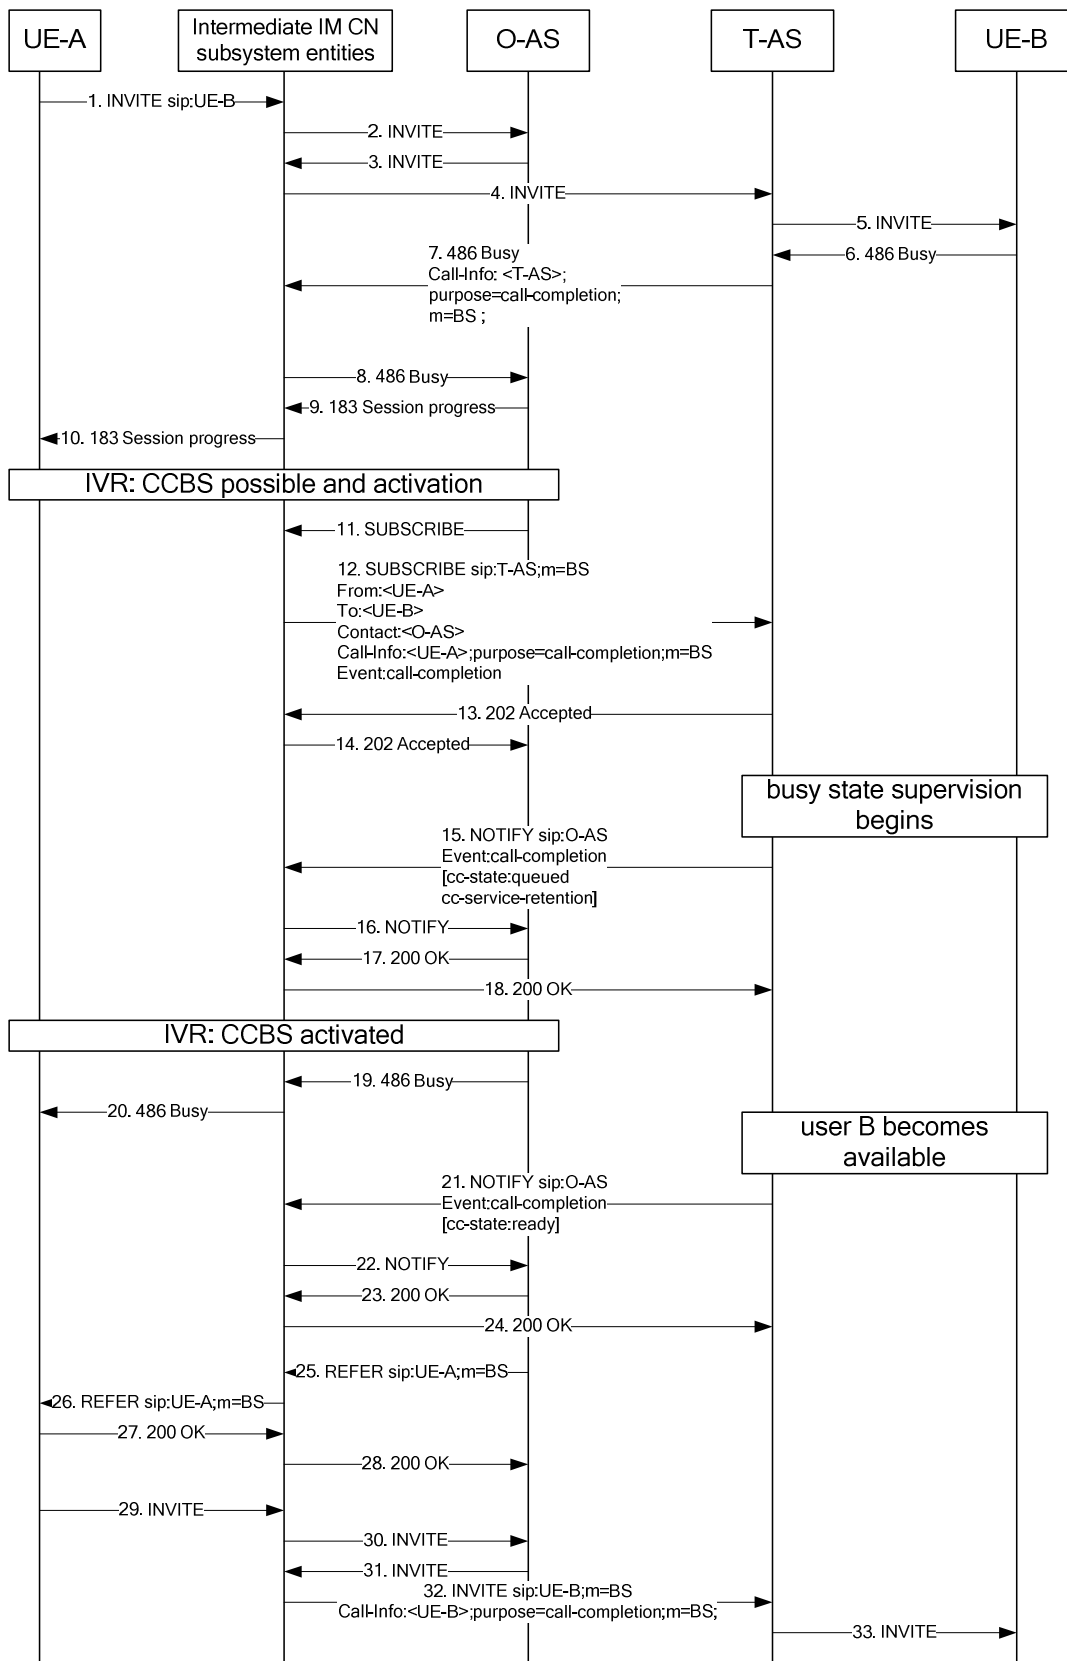 UE-A
Intermediate IM CN
subsystem entities
O-AS
T-AS
UE-B
1. INVITE sip:UE-B
2. INVITE
3. INVITE
4. INVITE
5. INVITE
6. 486 Busy
7. 486 Busy
Call-Info: <T-AS>;
purpose=call-completion;
m=BS ;
8. 486 Busy
9. 183 Session progress
10. 183 Session progress
IVR: CCBS possible and activation
11. SUBSCRIBE
12. SUBSCRIBE sip:T-AS;m=BS
From:<UE-A>
To:<UE-B>
Contact:<O-AS>
Call-Info:<UE-A>;purpose=call-completion;m=BS
Event:call-completion
13. 202 Accepted
14. 202 Accepted
busy state supervision
begins
15. NOTIFY sip:O-AS
Event:call-completion
[cc-state:queued
cc-service-retention]
16. NOTIFY
17. 200 OK
18. 200 OK
IVR: CCBS activated
19. 486 Busy
20. 486 Busy
user B becomes
available
21. NOTIFY sip:O-AS
Event:call-completion
[cc-state:ready]
22. NOTIFY
23. 200 OK
24. 200 OK
25. REFER sip:UE-A;m=BS
26. REFER sip:UE-A;m=BS
27. 200 OK
28. 200 OK
29. INVITE
30. INVITE
31. INVITE
32. INVITE sip:UE-B;m=BS
Call-Info:<UE-B>;purpose=call-completion;m=BS;
33. INVITE